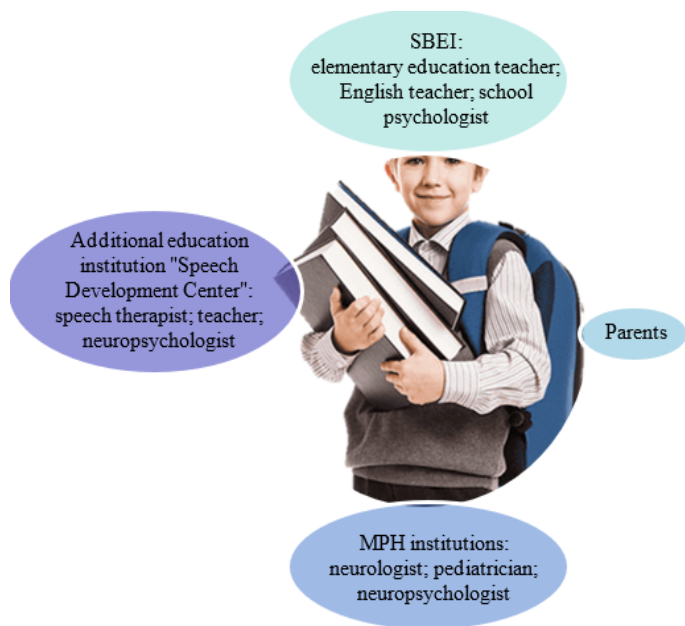 SBEI:
elementary education teacher;
English teacher; school
psychologist
Additional education
institution "Speech
Development Center":
speech therapist; teacher;
neuropsychologist
Parents
MPH institutions:
neurologist; pediatrician;
neuropsychologist